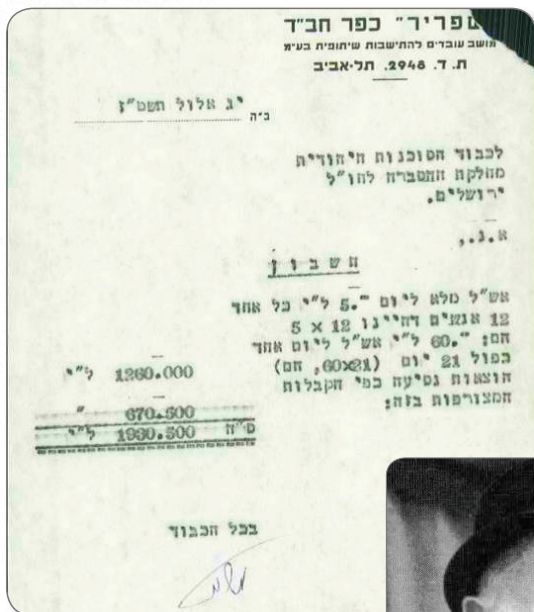 שפריר" כפר חב"ד
מושב עובדים להתישבות שיתופית בע"מ
ת. ד. 2948. תל-אביב
ב"ה
י"ג אלול תשט"ז
לכבוד הסוכנות היהודית
מחלקת ההסברה לחו"ל
ירושלים.
א.נ.,
חשבון
אש"ל מלא ליום 5.- ל"י כל אחד
12 אנשים דהיינו 12 × 5
הם: 60.- ל"י אש"ל ליום אחד
כפול 21 יום (60×21, הם) 1260.000 ל"י
הוצאות נסיעה כפי הקבלות
המצורפות בזה: 670.500 "
ס"ה 1930.500 ל"י
בכל הכבוד